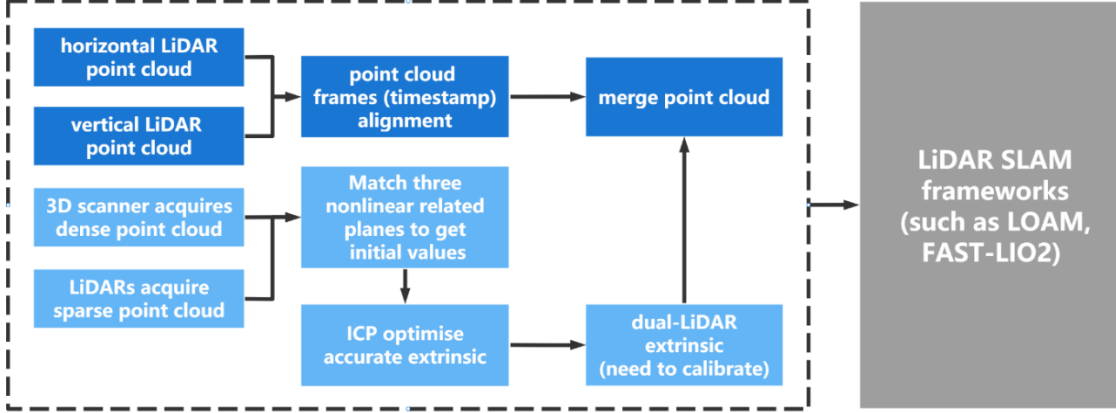 horizontal LiDAR
point cloud
vertical LiDAR
point cloud
point cloud
frames (timestamp)
alignment
merge point cloud
3D scanner acquires
dense point cloud
LiDARs acquire
sparse point cloud
Match three
nonlinear related
planes to get
initial values
ICP optimise
accurate extrinsic
dual-LiDAR
extrinsic
(need to calibrate)
LiDAR SLAM
frameworks
(such as LOAM,
FAST-LIO2)